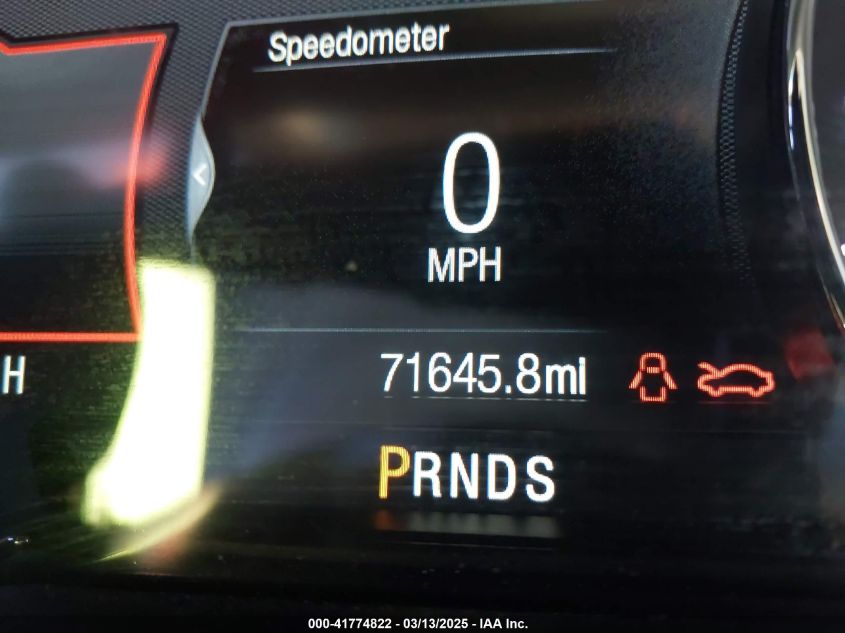 Speedometer
<
0
MPH
71645.8mi
H
PRNDS
000-41774822 - 03/13/2025 - IAA Inc.